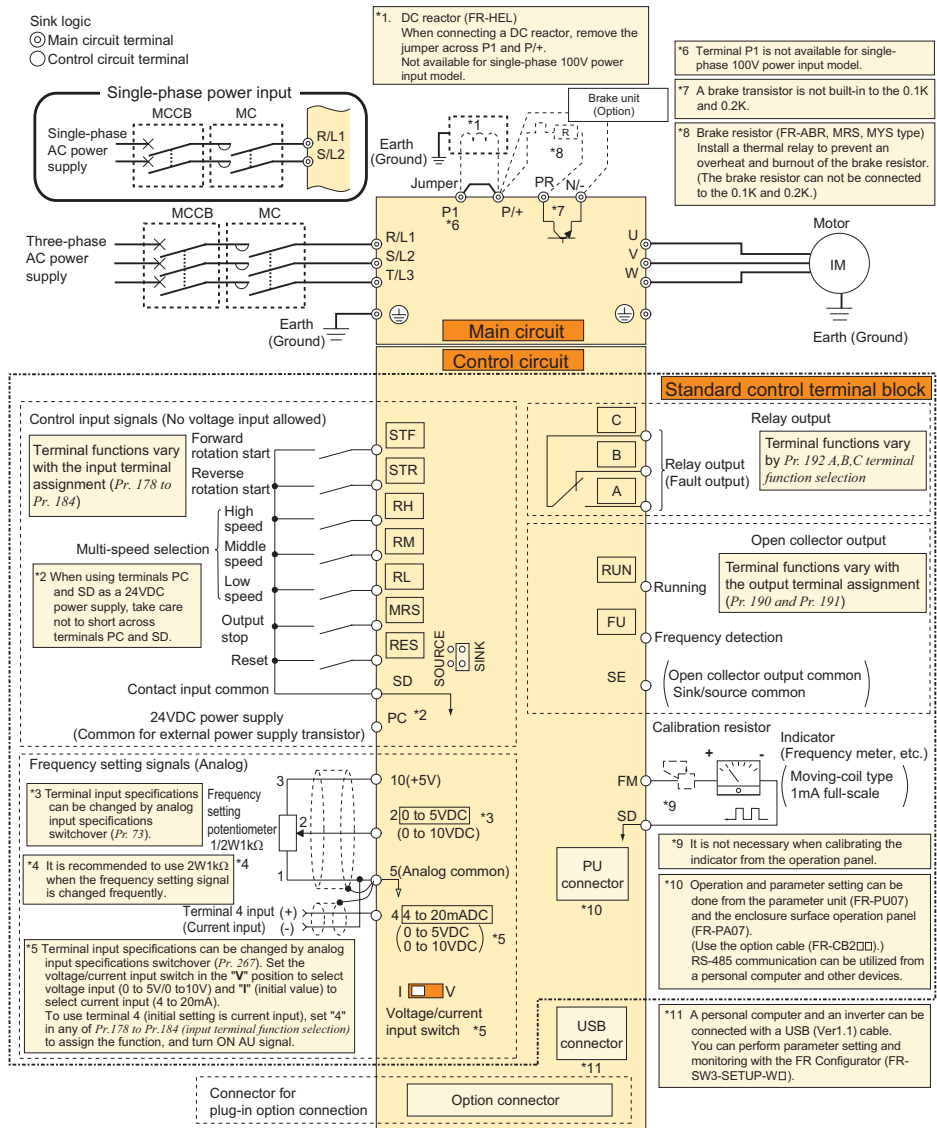 Sink logic
Main circuit terminal
Control circuit terminal
*1. DC reactor (FR-HEL)
When connecting a DC reactor, remove the
jumper across P1 and P/+.
Not available for single-phase 100V power
input model.
*6 Terminal P1 is not available for single-
phase 100V power input model.
*7 A brake transistor is not built-in to the 0.1K
and 0.2K.
*8 Brake resistor (FR-ABR, MRS, MYS type)
Install a thermal relay to prevent an
overheat and burnout of the brake resistor.
(The brake resistor can not be connected
to the 0.1K and 0.2K.)
Single-phase power input
MCCB
MC
Single-phase
AC power
supply
R/L1
S/L2
Brake unit
(Option)
*1
R
*8
Earth
(Ground)
Jumper
PR
N/-
P1
*6
P/+
*7
MCCB
MC
Three-phase
AC power
supply
R/L1
S/L2
T/L3
U
V
W
Motor
IM
Earth
(Ground)
Earth (Ground)
Main circuit
Control circuit
Standard control terminal block
Control input signals (No voltage input allowed)
Terminal functions vary
with the input terminal
assignment (Pr. 178 to
Pr. 184)
Forward
rotation start
Reverse
rotation start
High
speed
Multi-speed selection
Middle
speed
Low
speed
Output
stop
Reset
Contact input common
*2 When using terminals PC
and SD as a 24VDC
power supply, take care
not to short across
terminals PC and SD.
24VDC power supply
(Common for external power supply transistor)
STF
STR
RH
RM
RL
MRS
RES
SD
PC *2
SOURCE
SINK
C
B
A
Relay output
Relay output
(Fault output)
Terminal functions vary
by Pr. 192 A,B,C terminal
function selection
Open collector output
RUN
Running
Terminal functions vary with
the output terminal assignment
(Pr. 190 and Pr. 191)
FU
Frequency detection
SE
Open collector output common
Sink/source common
Frequency setting signals (Analog)
*3 Terminal input specifications
can be changed by analog
input specifications
switchover (Pr. 73).
Frequency
setting
potentiometer
1/2W1kΩ
*4
3
2
1
*4 It is recommended to use 2W1kΩ
when the frequency setting signal
is changed frequently.
Terminal 4 input
(Current input)
(+)
(-)
10(+5V)
2 0 to 5VDC *3
(0 to 10VDC)
5(Analog common)
4 4 to 20mADC
(0 to 5VDC
0 to 10VDC) *5
*5 Terminal input specifications can be changed by analog
input specifications switchover (Pr. 267). Set the
voltage/current input switch in the "V" position to select
voltage input (0 to 5V/0 to10V) and "I" (initial value) to
select current input (4 to 20mA).
To use terminal 4 (initial setting is current input), set "4"
in any of Pr.178 to Pr.184 (input terminal function selection)
to assign the function, and turn ON AU signal.
I V
Voltage/current
input switch *5
Calibration resistor
+ -
Indicator
(Frequency meter, etc.)
Moving-coil type
1mA full-scale
FM
*9
SD
*9 It is not necessary when calibrating the
indicator from the operation panel.
PU
connector
*10
*10 Operation and parameter setting can be
done from the parameter unit (FR-PU07)
and the enclosure surface operation panel
(FR-PA07).
(Use the option cable (FR-CB2□□).)
RS-485 communication can be utilized from
a personal computer and other devices.
USB
connector
*11
*11 A personal computer and an inverter can be
connected with a USB (Ver1.1) cable.
You can perform parameter setting and
monitoring with the FR Configurator (FR-
SW3-SETUP-W□).
Connector for
plug-in option connection
Option connector